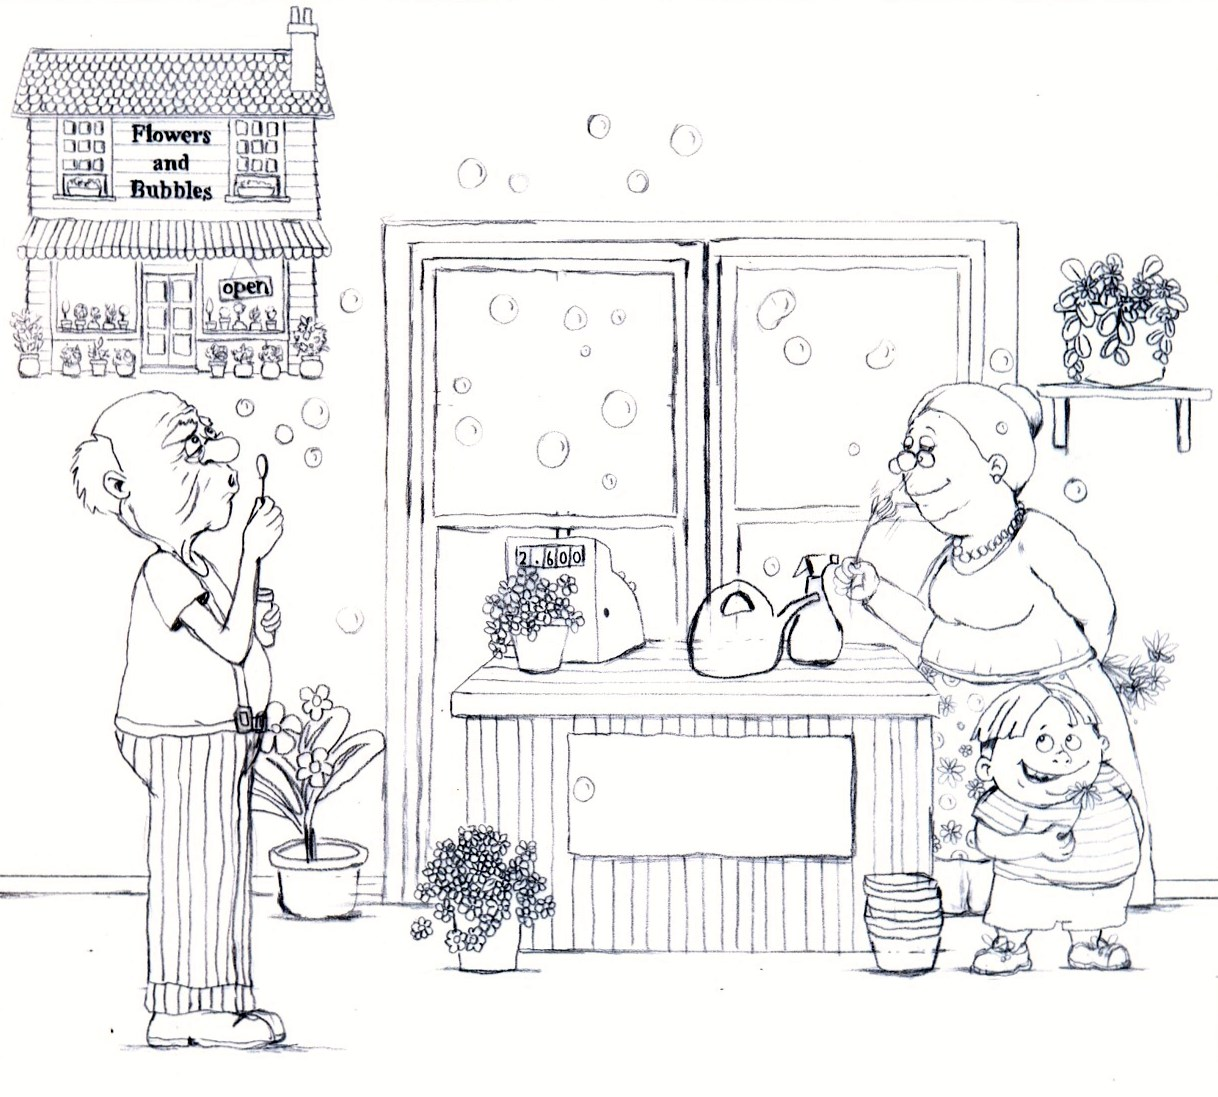 Flowers
and
Bubbles
open
2.600